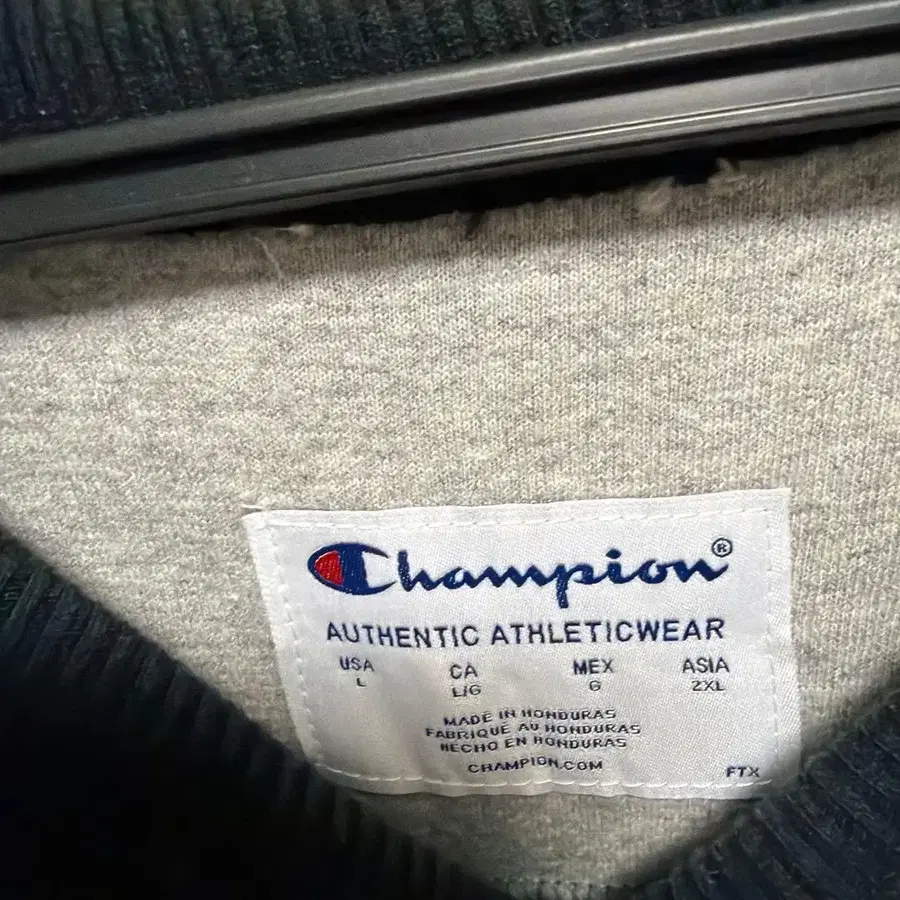 Champion®
AUTHENTIC ATHLETICWEAR
USA CA MEX ASIA
L L/G G 2XL
MADE IN HONDURAS
FABRIQUÉ AU HONDURAS
HECHO EN HONDURAS
CHAMPION.COM
FTX